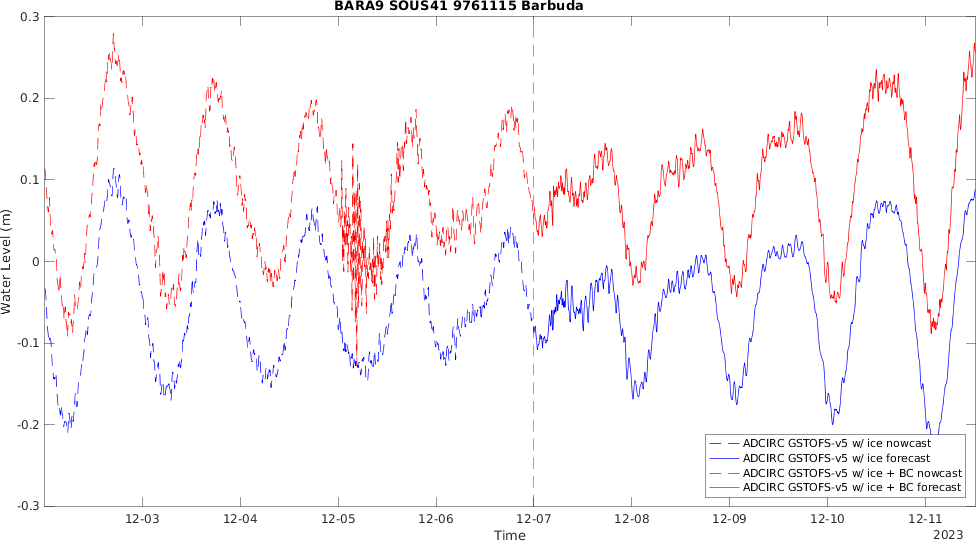 BARA9 SOUS41 9761115 Barbuda
0.3
0.2
0.1
0
-0.1
-0.2
-0.3
Water Level (m)
12-03 12-04 12-05 12-06 12-07 12-08 12-09 12-10 12-11
2023
Time
ADCIRC GSTOFS-v5 w/ ice nowcast
ADCIRC GSTOFS-v5 w/ ice forecast
ADCIRC GSTOFS-v5 w/ ice + BC nowcast
ADCIRC GSTOFS-v5 w/ ice + BC forecast